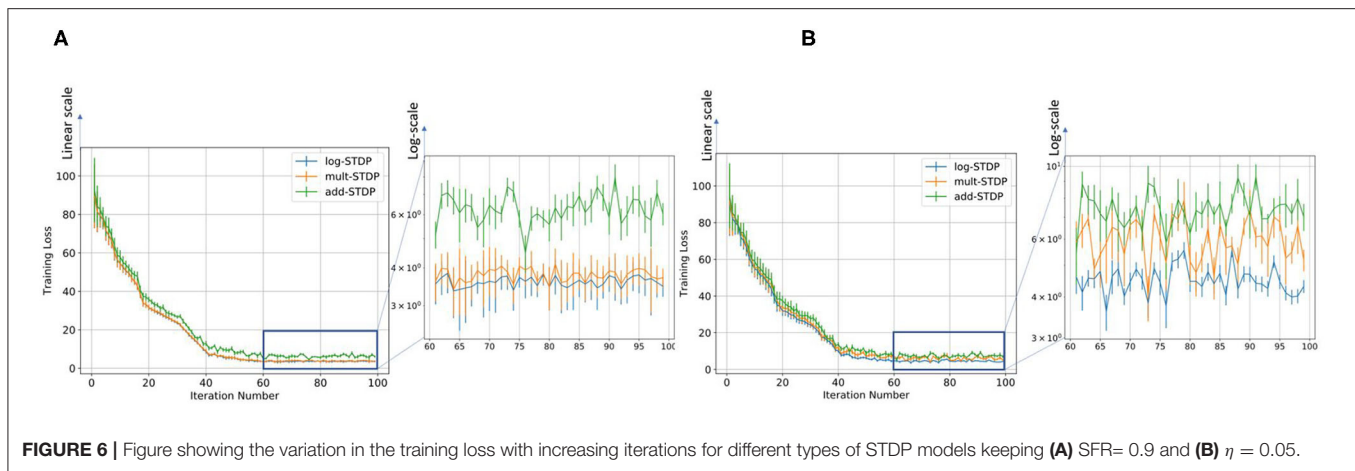 A
B
Linear scale
Training Loss
100
80
60
40
20
0
0 20 40 60 80 100
Iteration Number
log-STDP
mult-STDP
add-STDP
Log-scale
6 × 10⁰
4 × 10⁰
3 × 10⁰
60 65 70 75 80 85 90 95 100
Linear scale
Training Loss
100
80
60
40
20
0
0 20 40 60 80 100
Iteration Number
log-STDP
mult-STDP
add-STDP
Log-scale
10¹
6 × 10⁰
4 × 10⁰
3 × 10⁰
60 65 70 75 80 85 90 95 100
FIGURE 6 | Figure showing the variation in the training loss with increasing iterations for different types of STDP models keeping (A) SFR= 0.9 and (B) η = 0.05.